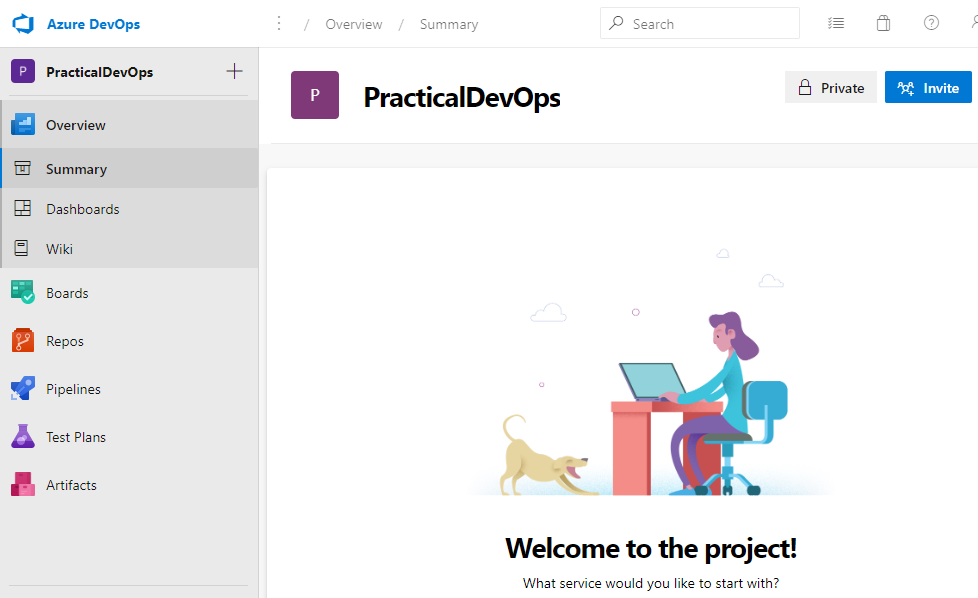 Azure DevOps
/ Overview / Summary
Search
P PracticalDevOps
Overview
Summary
Dashboards
Wiki
Boards
Repos
Pipelines
Test Plans
Artifacts
P PracticalDevOps
Private
Invite
Welcome to the project!
What service would you like to start with?